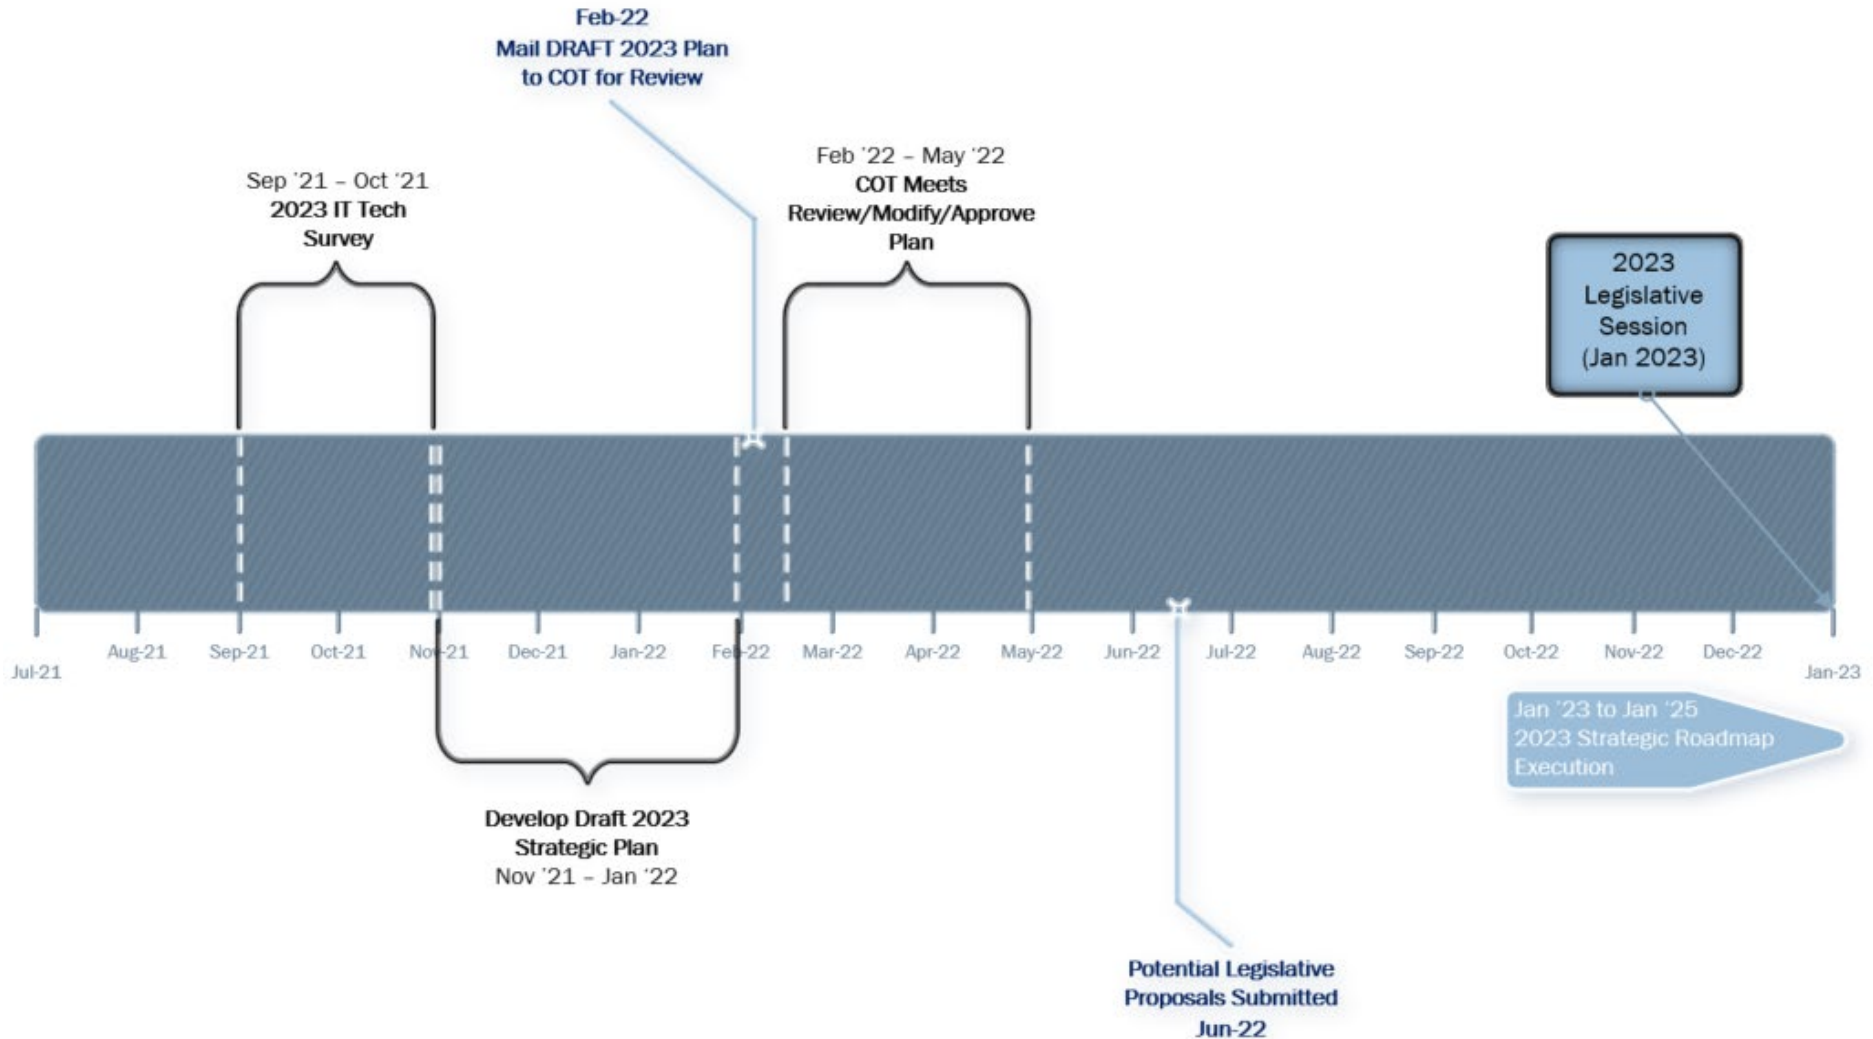 Feb-22
Mail DRAFT 2023 Plan
to COT for Review
Feb '22 – May '22
COT Meets
Review/Modify/Approve
Plan
Sep '21 – Oct '21
2023 IT Tech
Survey
2023
Legislative
Session
(Jan 2023)
Jul-21
Aug-21
Sep-21
Oct-21
Nov-21
Dec-21
Jan-22
Feb-22
Mar-22
Apr-22
May-22
Jun-22
Jul-22
Aug-22
Sep-22
Oct-22
Nov-22
Dec-22
Jan-23
Jan '23 to Jan '25
2023 Strategic Roadmap
Execution
Develop Draft 2023
Strategic Plan
Nov '21 – Jan '22
Potential Legislative
Proposals Submitted
Jun-22